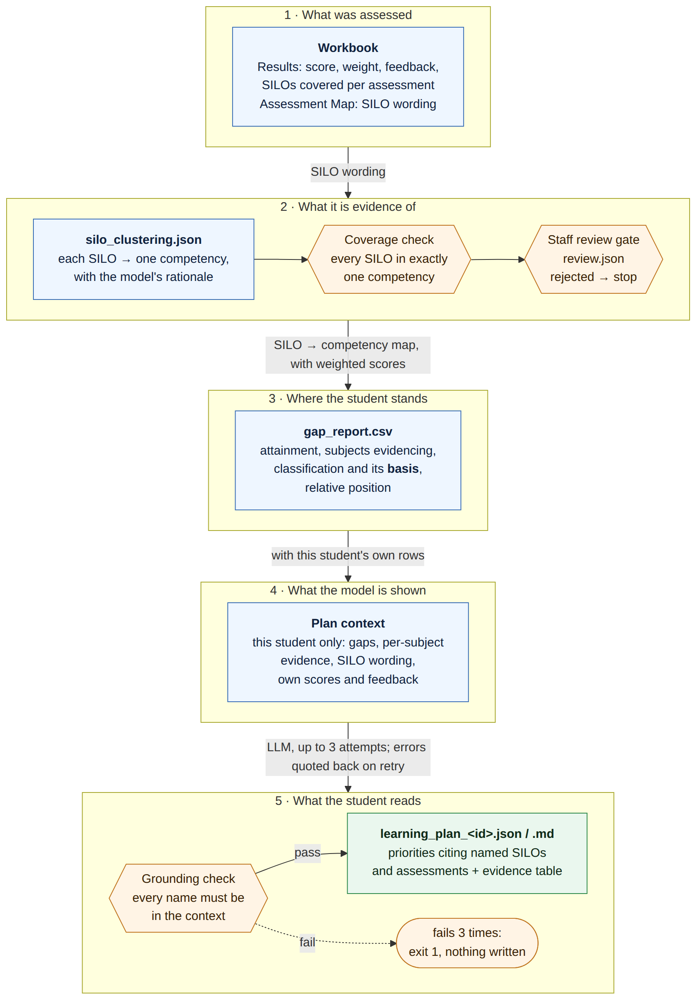 1 · What was assessed
Workbook
Results: score, weight, feedback,
SILOs covered per assessment
Assessment Map: SILO wording
SILO wording
2 · What it is evidence of
silo_clustering.json
each SILO → one competency,
with the model's rationale
Coverage check
every SILO in exactly
one competency
Staff review gate
review.json
rejected → stop
SILO → competency map,
with weighted scores
3 · Where the student stands
gap_report.csv
attainment, subjects evidencing,
classification and its basis,
relative position
with this student's own rows
4 · What the model is shown
Plan context
this student only: gaps, per-subject
evidence, SILO wording,
own scores and feedback
LLM, up to 3 attempts; errors
quoted back on retry
5 · What the student reads
learning_plan_<id>.json / .md
priorities citing named SILOs
and assessments + evidence table
pass
Grounding check
every name must be
in the context
fail
fails 3 times:
exit 1, nothing written